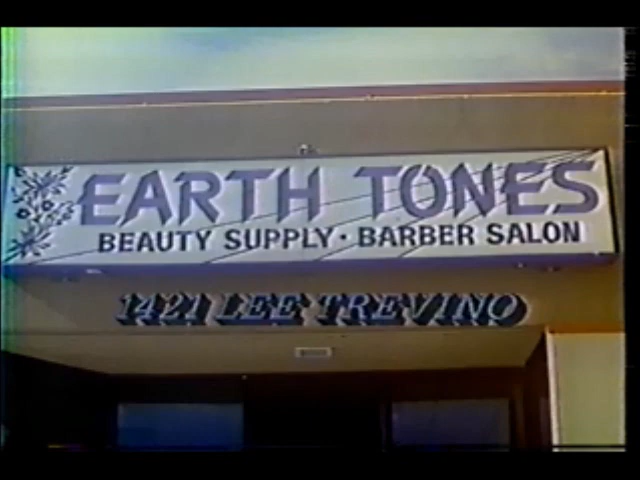 EARTH TONES
BEAUTY SUPPLY · BARBER SALON
1421 LEE TREVINO